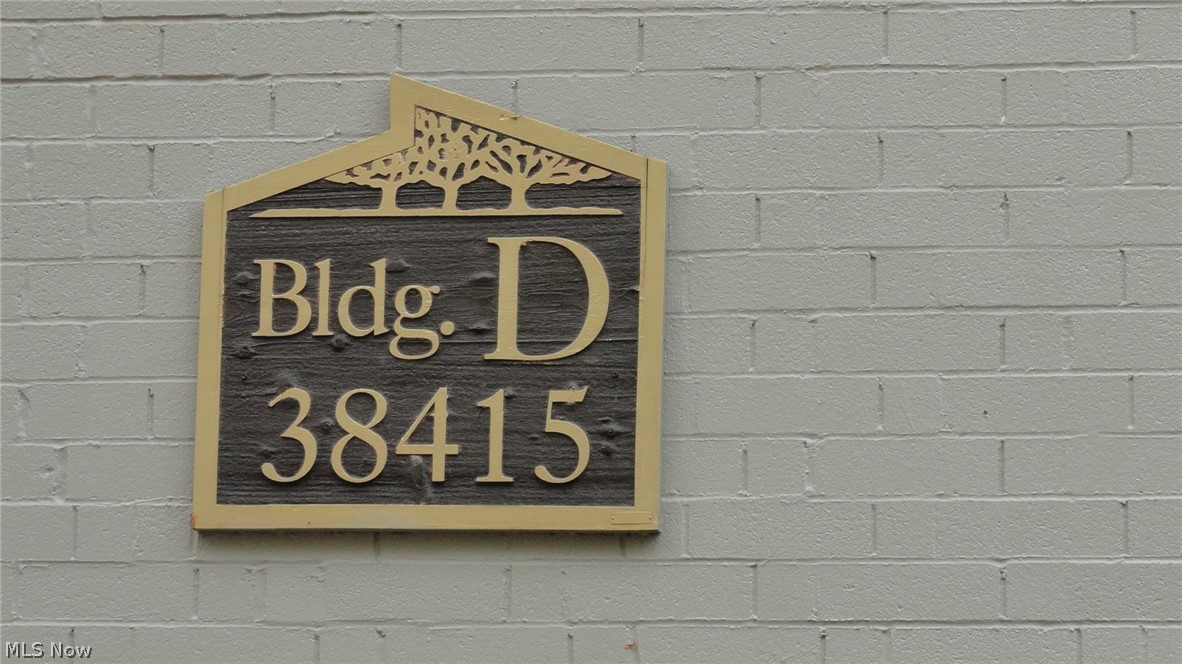 Bldg. D
38415
MLS Now